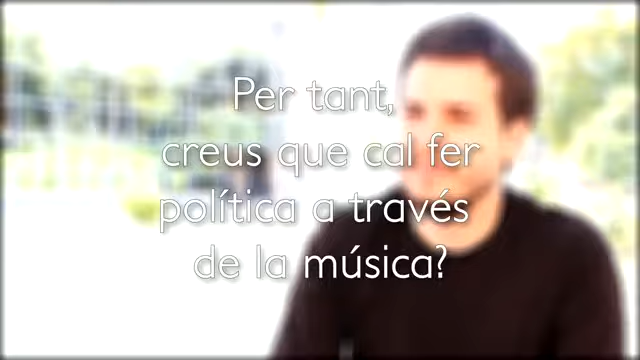 Per tant,
creus que cal fer
política a través
de la música?